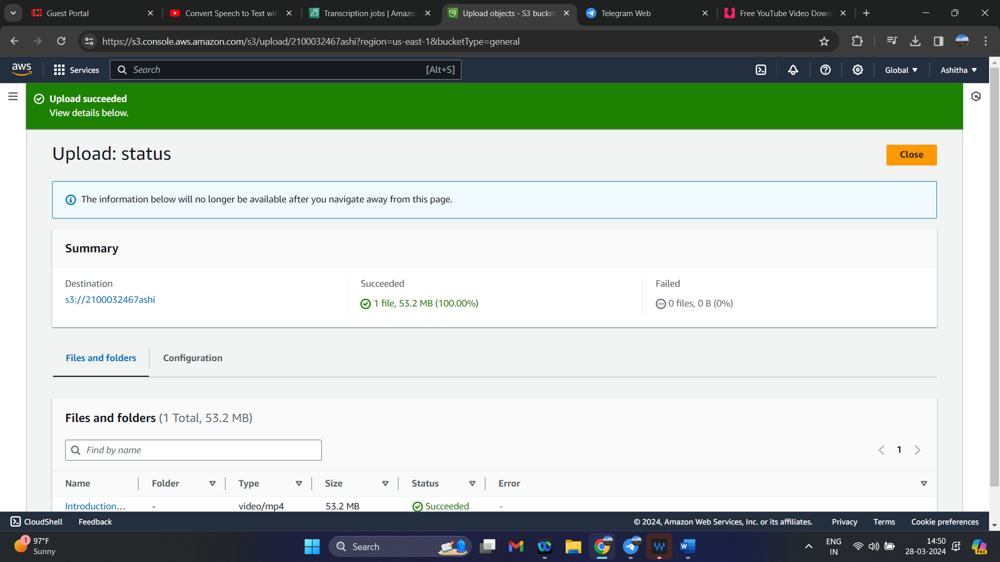 Guest Portal
Convert Speech to Text wit
Transcription jobs | Amazo
Upload objects - S3 bucket
Telegram Web
Free YouTube Video Down
https://s3.console.aws.amazon.com/s3/upload/2100032467ashi?region=us-east-1&bucketType=general
aws
Services
Search
[Alt+S]
Global
Ashitha
Upload succeeded
View details below.
Upload: status
Close
The information below will no longer be available after you navigate away from this page.
Summary
Destination
s3://2100032467ashi
Succeeded
1 file, 53.2 MB (100.00%)
Failed
0 files, 0 B (0%)
Files and folders
Configuration
Files and folders (1 Total, 53.2 MB)
Find by name
1
Name Folder Type Size Status Error
Introduction... - video/mp4 53.2 MB Succeeded -
CloudShell
Feedback
© 2024, Amazon Web Services, Inc. or its affiliates.
Privacy
Terms
Cookie preferences
1
97°F
Sunny
Search
W
ENG
IN
14:50
28-03-2024
PRE